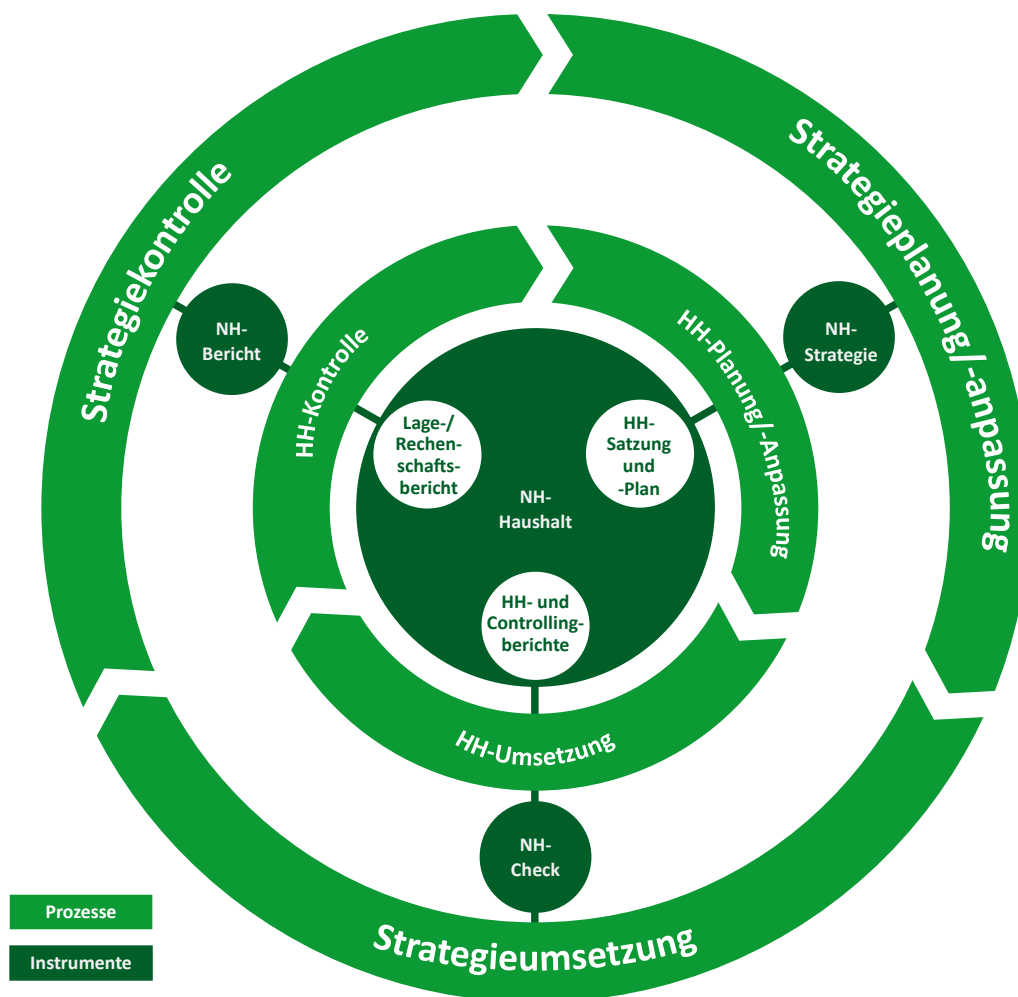 Strategiekontrolle
Strategieplanung/-anpassung
Strategieumsetzung
NH-
Bericht
NH-
Strategie
NH-
Check
HH-Kontrolle
HH-Planung/-Anpassung
HH-Umsetzung
Lage-/
Rechen-
schafts-
bericht
HH-
Satzung
und
-Plan
NH-
Haushalt
HH- und
Controlling-
berichte
Prozesse
Instrumente